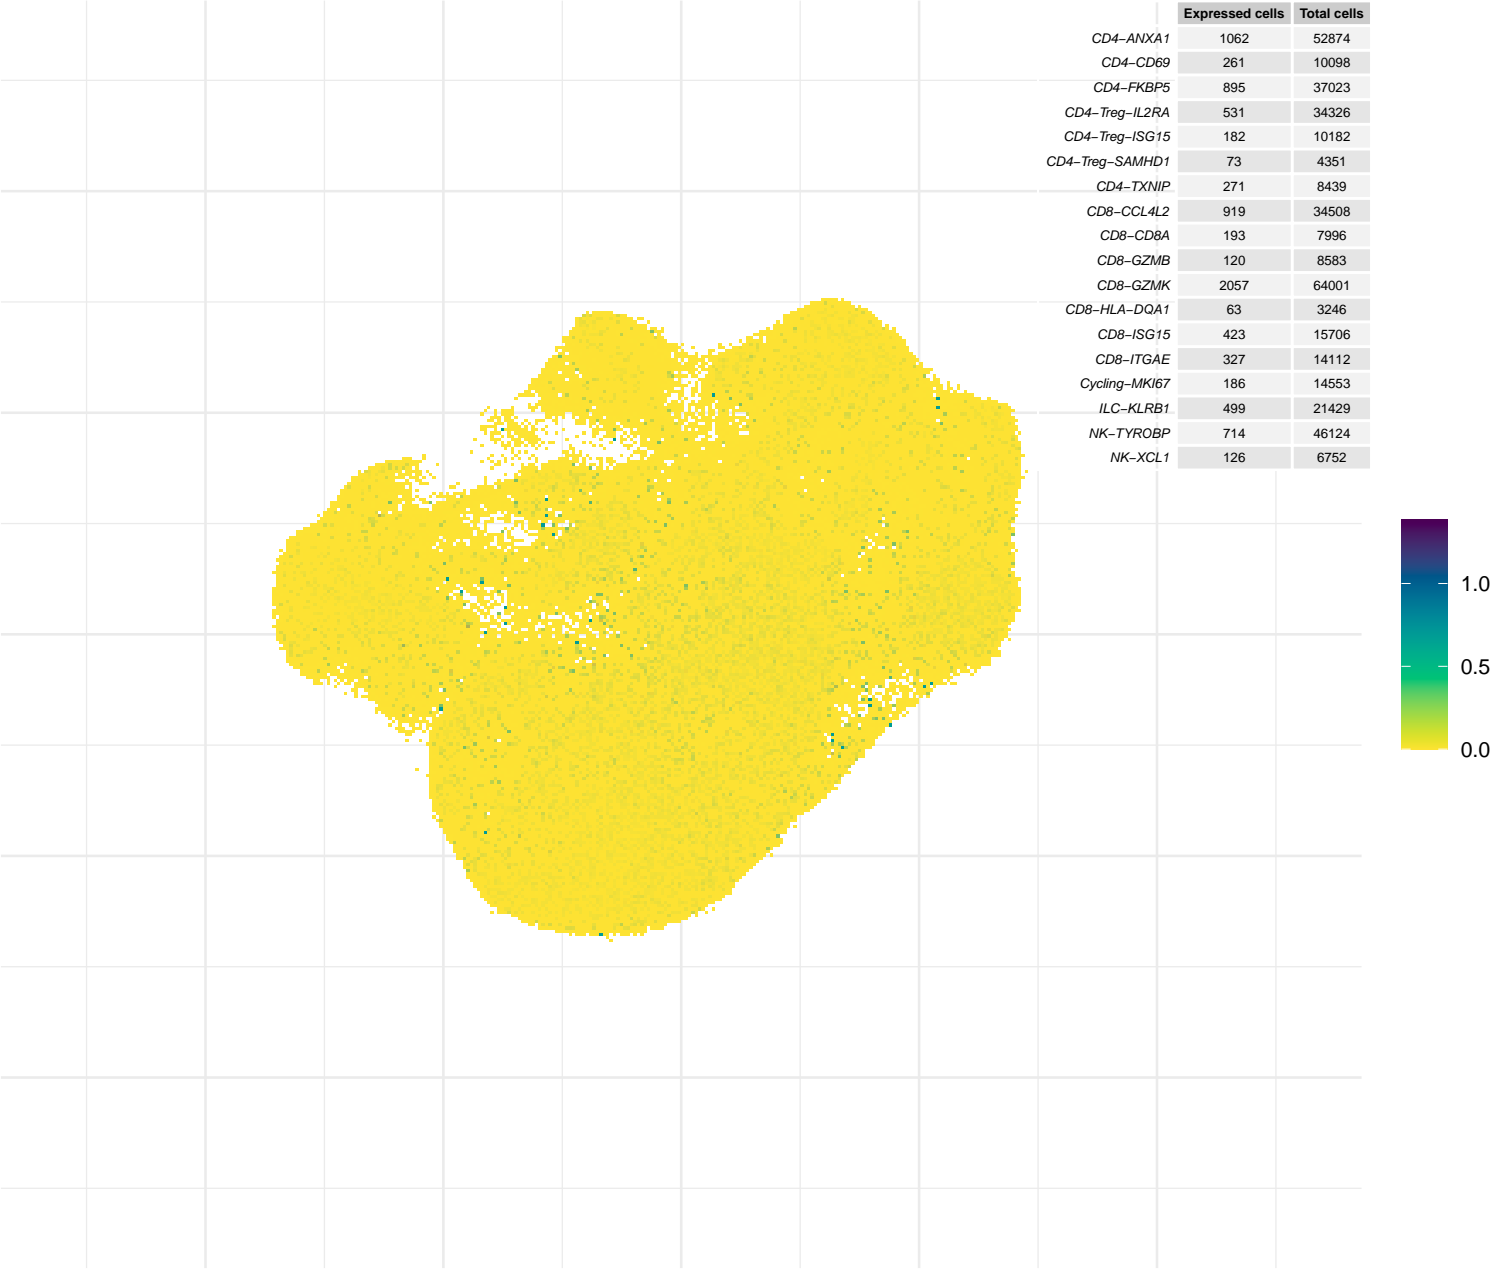 Expressed cells Total cells
CD4−ANXA1 1062 52874
CD4−CD69 261 10098
CD4−FKBP5 895 37023
CD4−Treg−IL2RA 531 34326
CD4−Treg−ISG15 182 10182
CD4−Treg−SAMHD1 73 4351
CD4−TXNIP 271 8439
CD8−CCL4L2 919 34508
CD8−CD8A 193 7996
CD8−GZMB 120 8583
CD8−GZMK 2057 64001
CD8−HLA−DQA1 63 3246
CD8−ISG15 423 15706
CD8−ITGAE 327 14112
Cycling−MKI67 186 14553
ILC−KLRB1 499 21429
NK−TYROBP 714 46124
NK−XCL1 126 6752
1.0
0.5
0.0